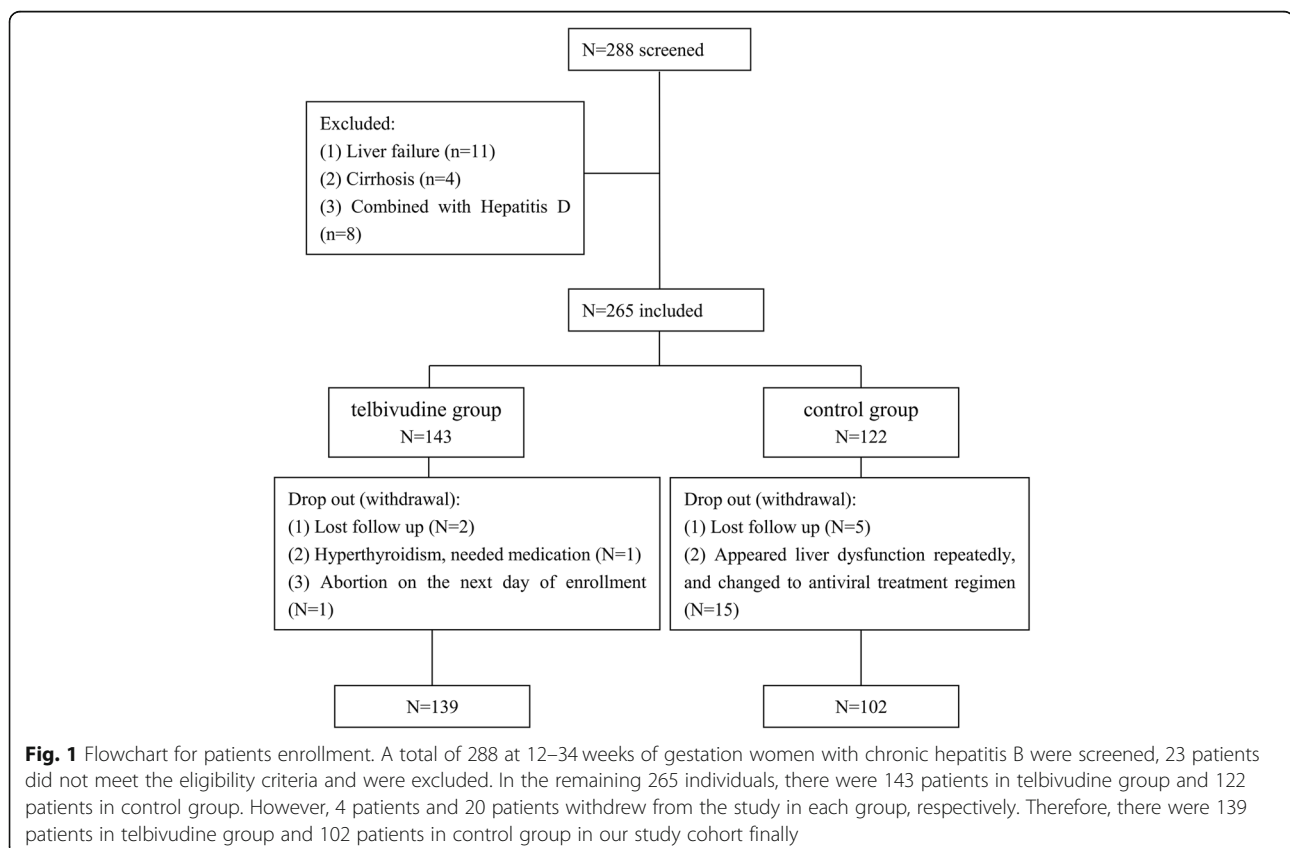 N=288 screened
Excluded:
(1) Liver failure (n=11)
(2) Cirrhosis (n=4)
(3) Combined with Hepatitis D
(n=8)
N=265 included
telbivudine group
N=143
control group
N=122
Drop out (withdrawal):
(1) Lost follow up (N=2)
(2) Hyperthyroidism, needed medication (N=1)
(3) Abortion on the next day of enrollment
(N=1)
Drop out (withdrawal):
(1) Lost follow up (N=5)
(2) Appeared liver dysfunction repeatedly,
and changed to antiviral treatment regimen
(N=15)
N=139
N=102
Fig. 1 Flowchart for patients enrollment. A total of 288 at 12–34 weeks of gestation women with chronic hepatitis B were screened, 23 patients
did not meet the eligibility criteria and were excluded. In the remaining 265 individuals, there were 143 patients in telbivudine group and 122
patients in control group. However, 4 patients and 20 patients withdrew from the study in each group, respectively. Therefore, there were 139
patients in telbivudine group and 102 patients in control group in our study cohort finally